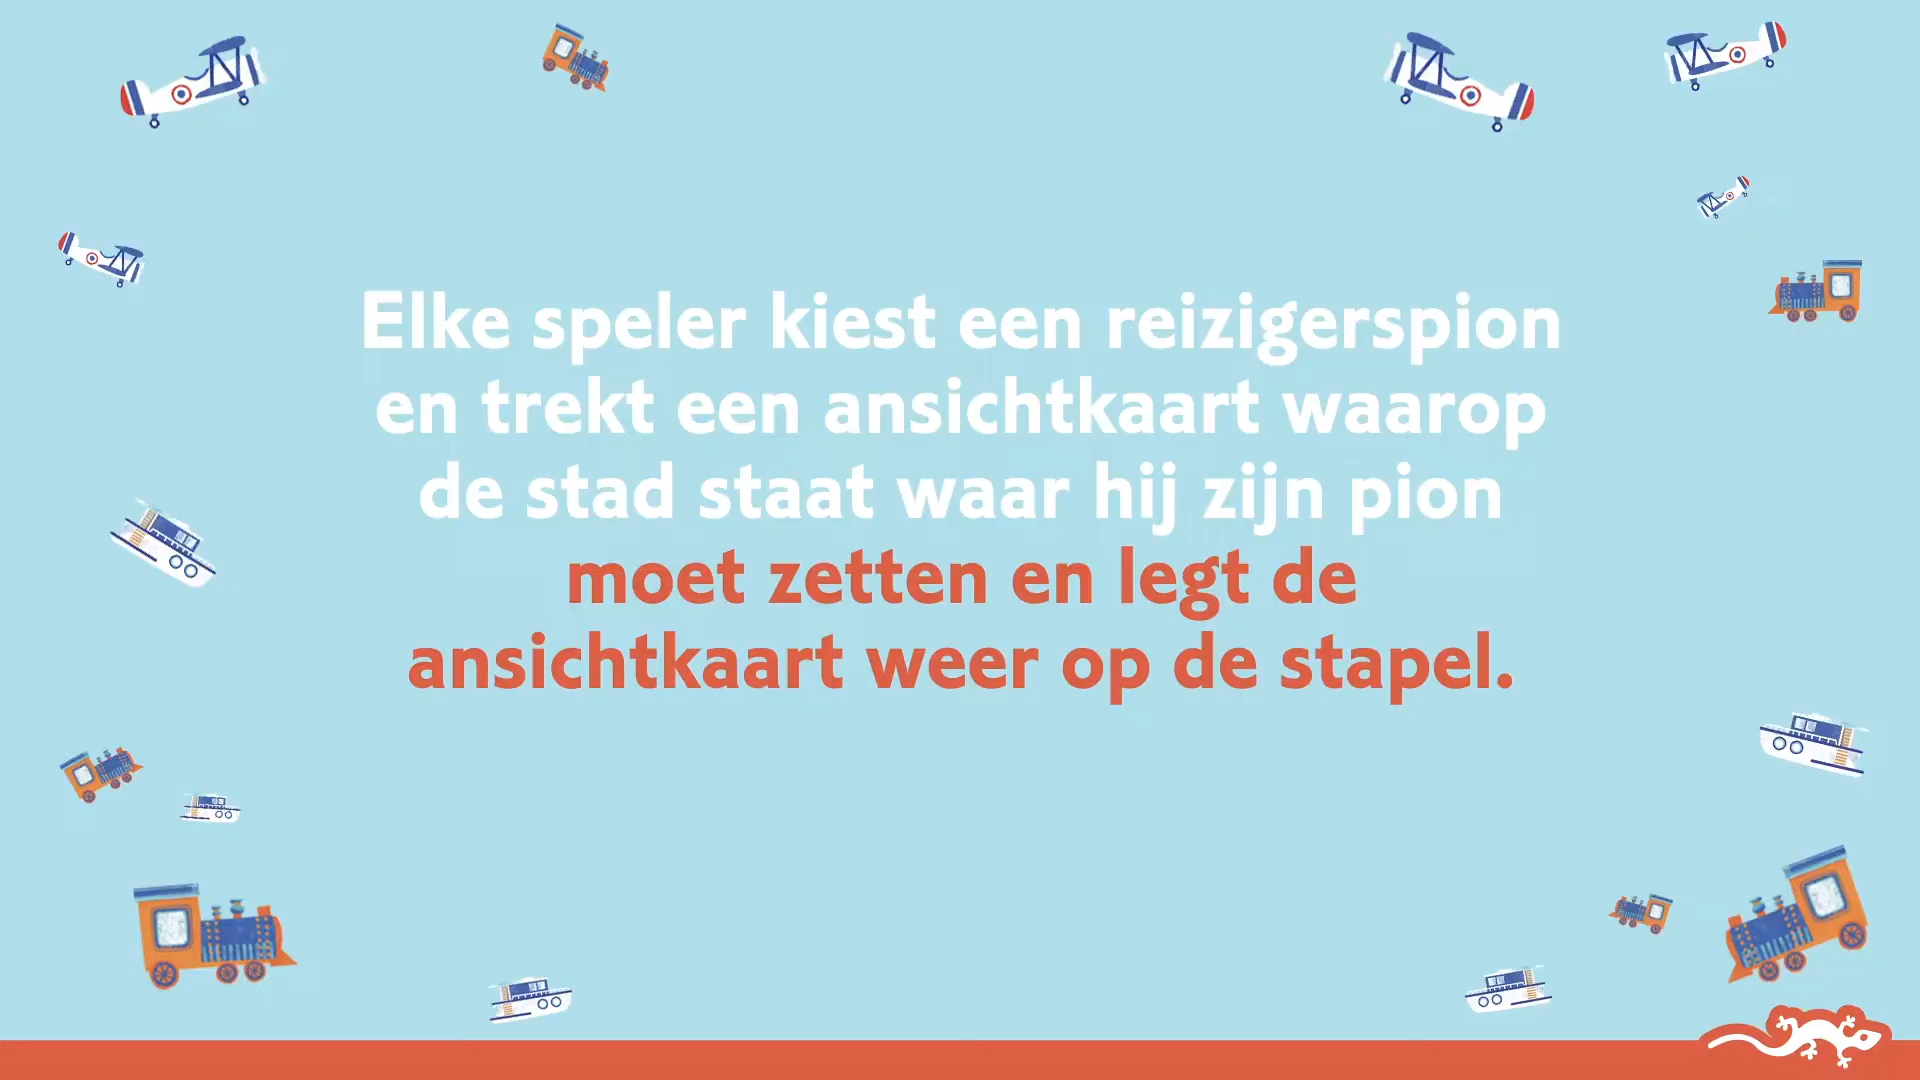 Elke speler kiest een reizigerspion
en trekt een ansichtkaart waarop
de stad staat waar hij zijn pion
moet zetten en legt de
ansichtkaart weer op de stapel.